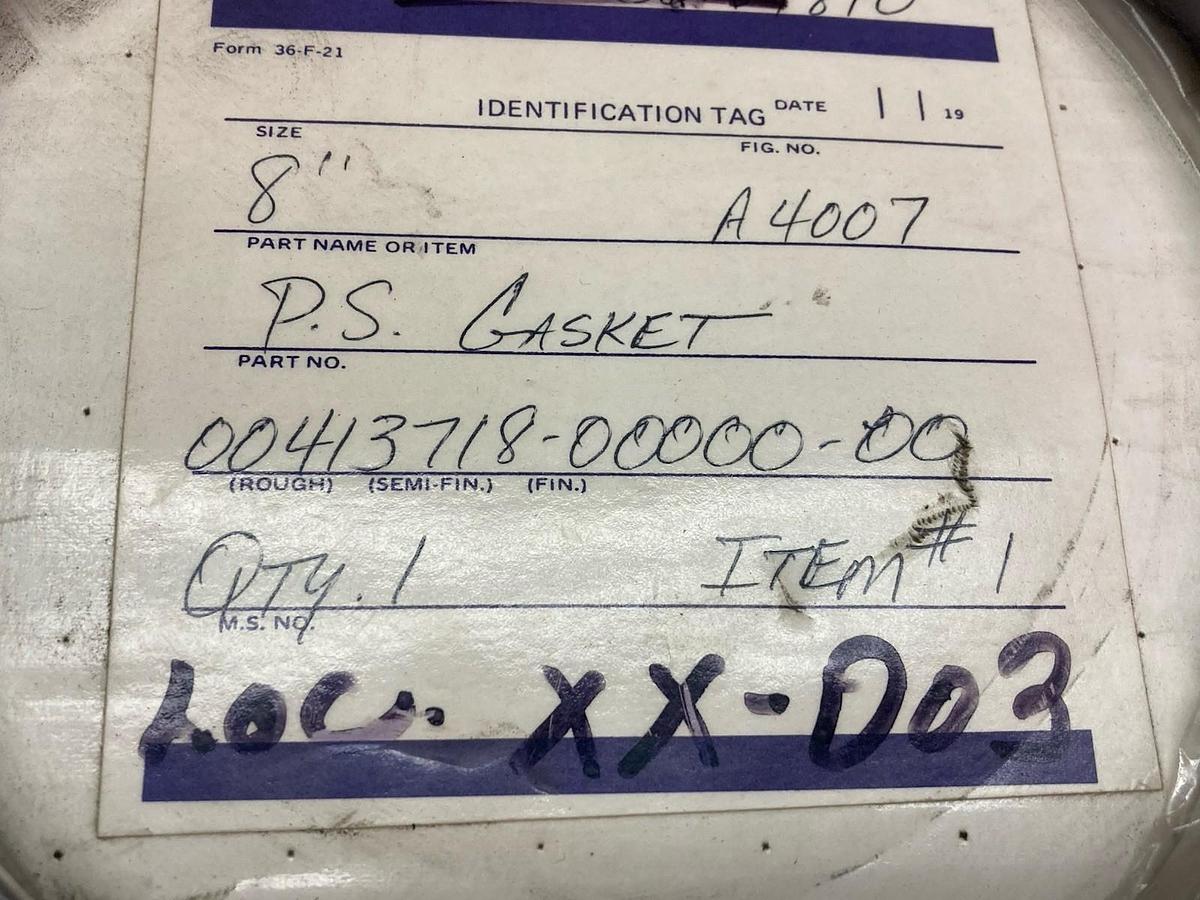 Form 36-F-21
IDENTIFICATION TAG DATE | | 19
SIZE FIG. NO.
8" A4007
PART NAME OR ITEM
P.S. GASKET
PART NO.
00413718-00000-00
(ROUGH) (SEMI-FIN.) (FIN.)
QTY. 1 ITEM # 1
M.S. NO.
LOC. XX-D03